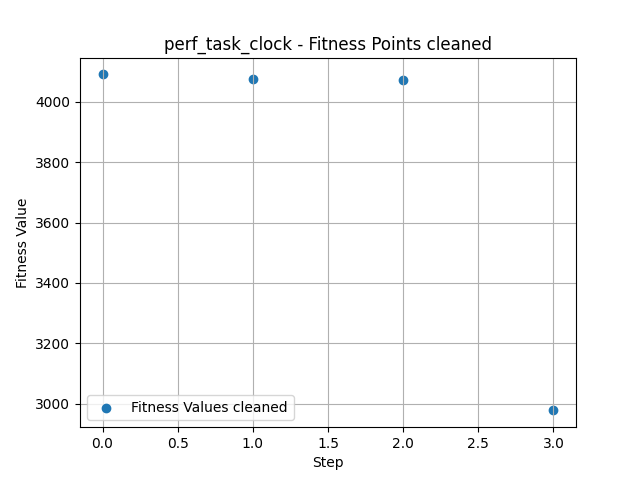 perf_task_clock - Fitness Points cleaned
Fitness Value
4000
3800
3600
3400
3200
3000
Fitness Values cleaned
0.0 0.5 1.0 1.5 2.0 2.5 3.0
Step